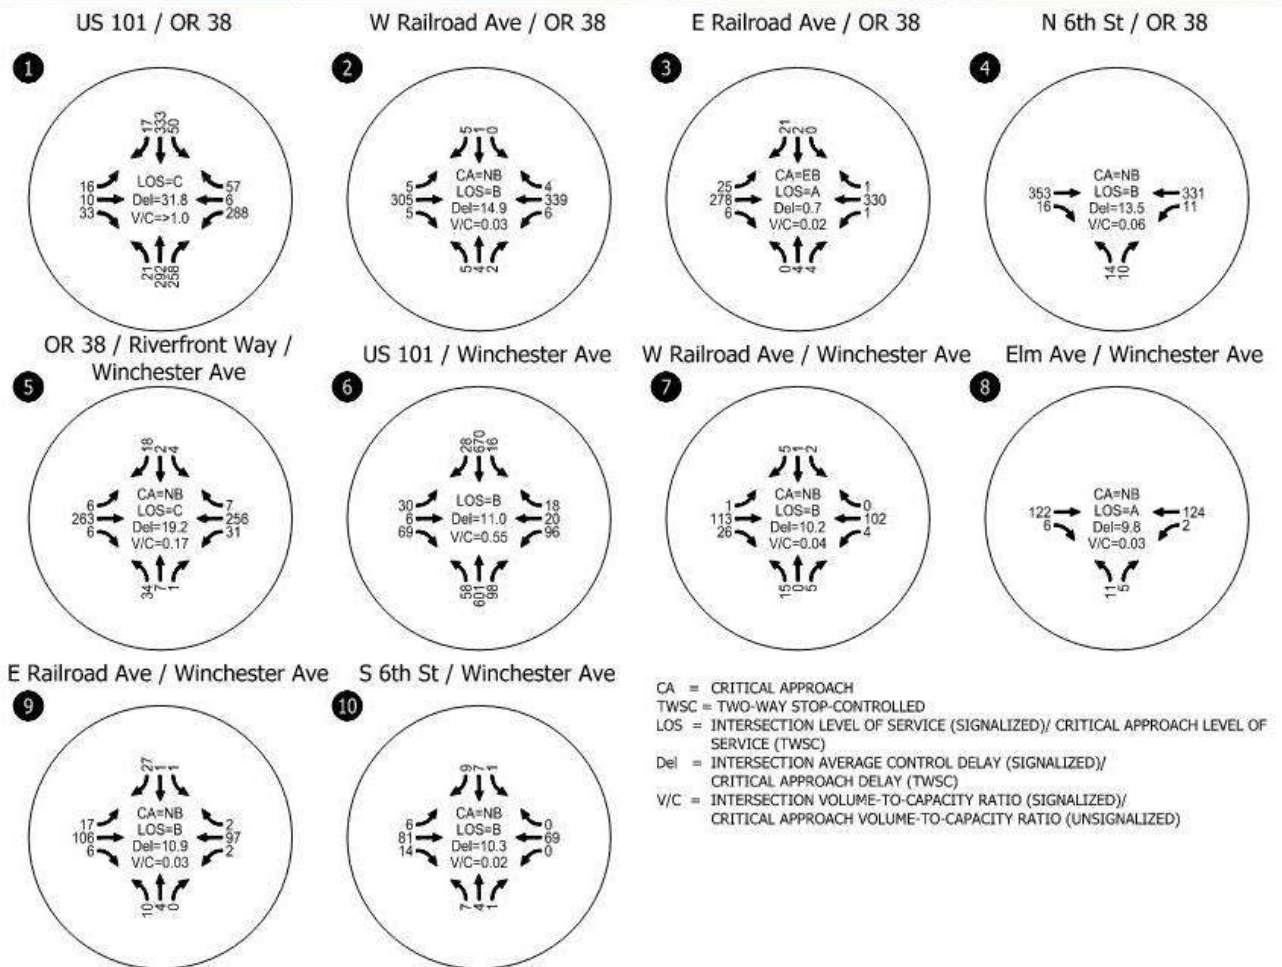 US 101 / OR 38
1
17 333 50
16
10
33
LOS=C
Del=31.8
V/C=>1.0
57
6
288
21 292 258
W Railroad Ave / OR 38
2
5 1 0
5
305
5
CA=NB
LOS=B
Del=14.9
V/C=0.03
4
339
6
5 4 2
E Railroad Ave / OR 38
3
21 2 0
25
278
6
CA=EB
LOS=A
Del=0.7
V/C=0.02
1
330
1
0 4 4
N 6th St / OR 38
4
353
16
CA=NB
LOS=B
Del=13.5
V/C=0.06
331
11
14 10
OR 38 / Riverfront Way /
Winchester Ave
5
18 2 4
6
263
6
CA=NB
LOS=C
Del=19.2
V/C=0.17
7
256
31
34 7 1
US 101 / Winchester Ave
6
28 670 16
30
6
69
LOS=B
Del=11.0
V/C=0.55
18
20
96
58 601 98
W Railroad Ave / Winchester Ave
7
5 1 2
1
113
26
CA=NB
LOS=B
Del=10.2
V/C=0.04
0
102
4
15 0 5
Elm Ave / Winchester Ave
8
122
6
CA=NB
LOS=A
Del=9.8
V/C=0.03
124
2
11 5
E Railroad Ave / Winchester Ave
9
27 1 1
17
106
6
CA=NB
LOS=B
Del=10.9
V/C=0.03
2
97
2
10 4 0
S 6th St / Winchester Ave
10
9 7 1
6
81
14
CA=NB
LOS=B
Del=10.3
V/C=0.02
0
69
0
7 4 1
CA = CRITICAL APPROACH
TWSC = TWO-WAY STOP-CONTROLLED
LOS = INTERSECTION LEVEL OF SERVICE (SIGNALIZED)/ CRITICAL APPROACH LEVEL OF
SERVICE (TWSC)
Del = INTERSECTION AVERAGE CONTROL DELAY (SIGNALIZED)/
CRITICAL APPROACH DELAY (TWSC)
V/C = INTERSECTION VOLUME-TO-CAPACITY RATIO (SIGNALIZED)/
CRITICAL APPROACH VOLUME-TO-CAPACITY RATIO (UNSIGNALIZED)